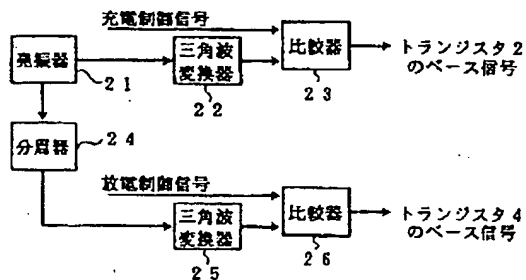 充電制御信号
発振器
21
三角波
変換器
22
比較器
23
トランジスタ2
のベース信号
分周器
24
放電制御信号
三角波
変換器
25
比較器
26
トランジスタ4
のベース信号